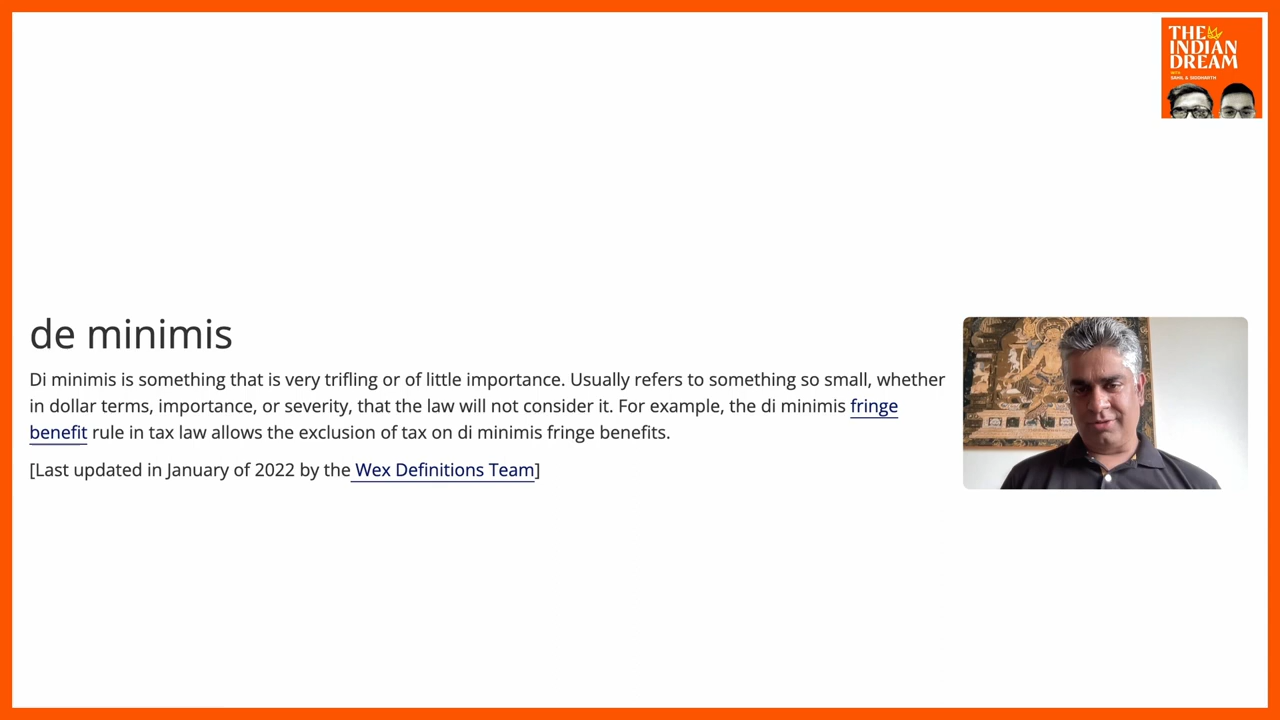 THE
INDIAN
DREAM
WITH
SAHIL & SIDDHARTH
de minimis
Di minimis is something that is very trifling or of little importance. Usually refers to something so small, whether
in dollar terms, importance, or severity, that the law will not consider it. For example, the di minimis fringe
benefit rule in tax law allows the exclusion of tax on di minimis fringe benefits.
[Last updated in January of 2022 by the Wex Definitions Team]